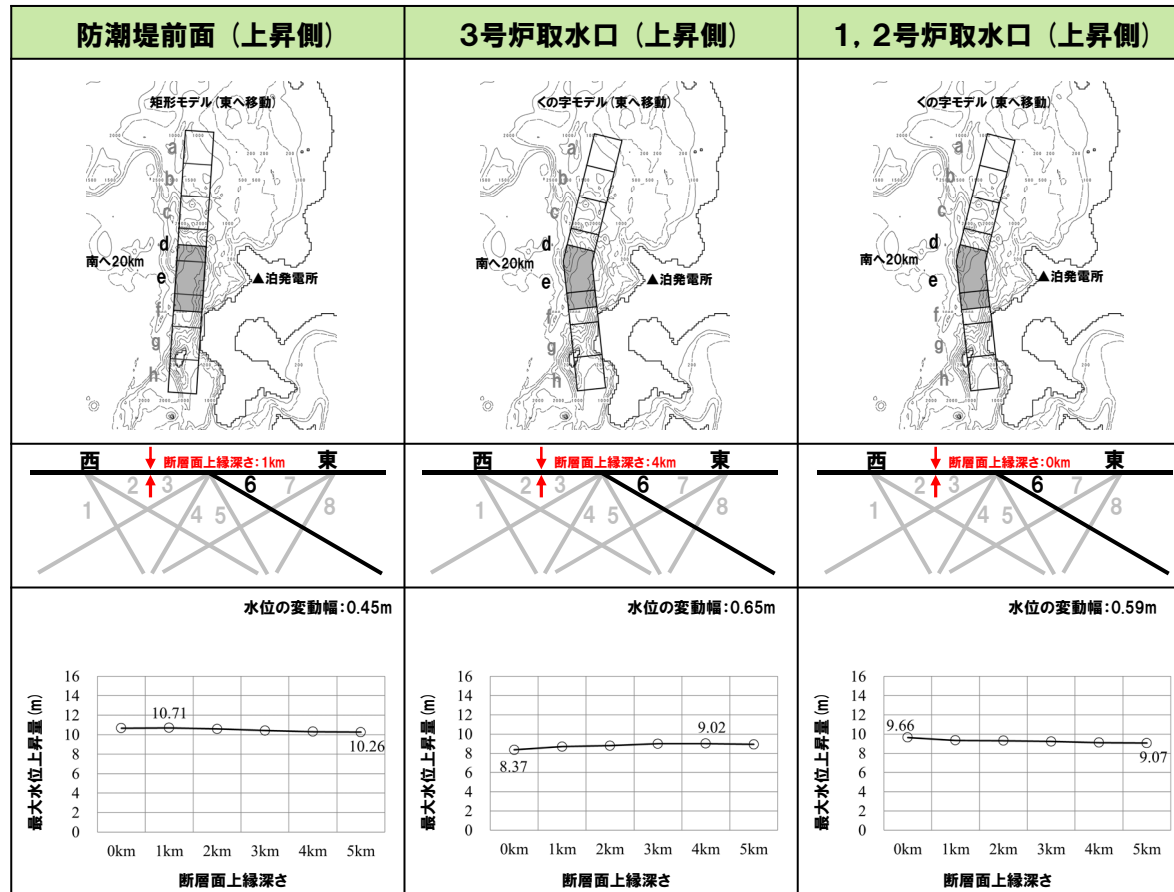 防潮堤前面（上昇側）
3号炉取水口（上昇側）
1，2号炉取水口（上昇側）
矩形モデル(東へ移動)
a
b
c
d
南へ20km
e
▲泊発電所
f
g
h
くの字モデル(東へ移動)
a
b
c
d
南へ20km
e
▲泊発電所
f
g
h
くの字モデル(東へ移動)
a
b
c
d
南へ20km
e
▲泊発電所
f
g
h
西
断層面上縁深さ：1km
東
1
2
3
4
5
6
7
8
西
断層面上縁深さ：4km
東
1
2
3
4
5
6
7
8
西
断層面上縁深さ：0km
東
1
2
3
4
5
6
7
8
水位の変動幅：0.45m
最大水位上昇量(m)
16
14
12
10
8
6
4
2
0
10.71
10.26
0km 1km 2km 3km 4km 5km
断層面上縁深さ
水位の変動幅：0.65m
最大水位上昇量(m)
16
14
12
10
8
6
4
2
0
8.37
9.02
0km 1km 2km 3km 4km 5km
断層面上縁深さ
水位の変動幅：0.59m
最大水位上昇量(m)
16
14
12
10
8
6
4
2
0
9.66
9.07
0km 1km 2km 3km 4km 5km
断層面上縁深さ